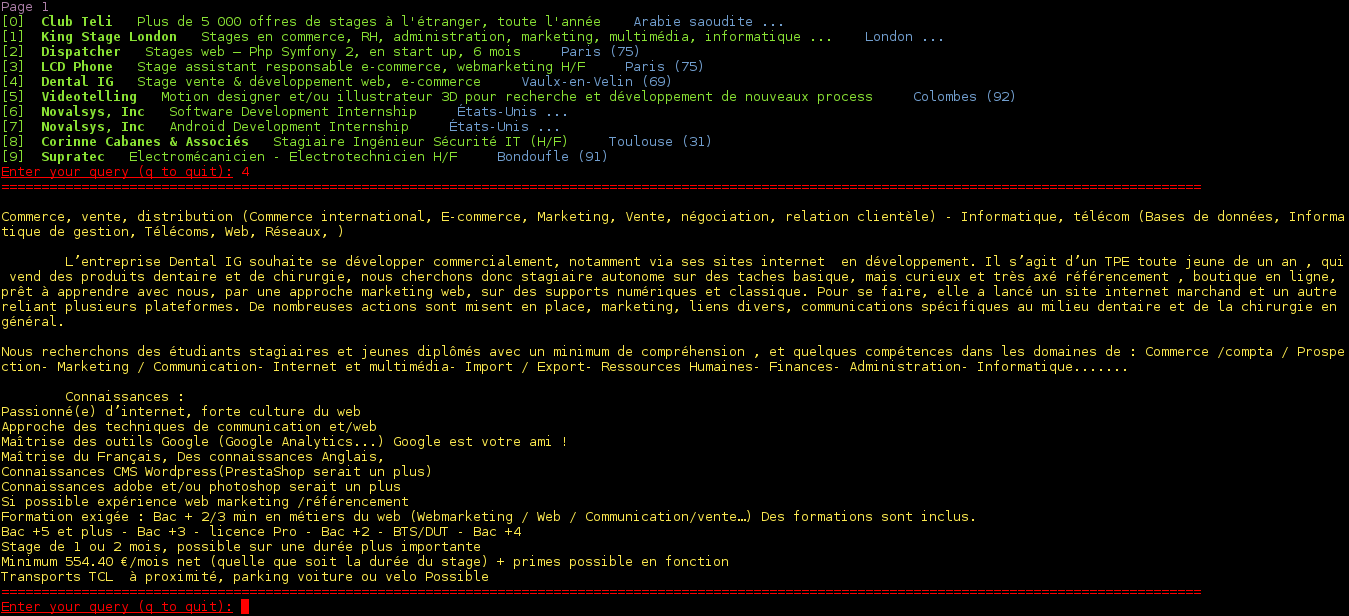 Page 1
[0]  Club Teli   Plus de 5 000 offres de stages à l'étranger, toute l'année    Arabie saoudite ...
[1]  King Stage London   Stages en commerce, RH, administration, marketing, multimédia, informatique ...    London ...
[2]  Dispatcher   Stages web – Php Symfony 2, en start up, 6 mois     Paris (75)
[3]  LCD Phone   Stage assistant responsable e-commerce, webmarketing H/F     Paris (75)
[4]  Dental IG   Stage vente & développement web, e-commerce     Vaulx-en-Velin (69)
[5]  Videotelling   Motion designer et/ou illustrateur 3D pour recherche et développement de nouveaux process     Colombes (92)
[6]  Novalsys, Inc   Software Development Internship     États-Unis ...
[7]  Novalsys, Inc   Android Development Internship     États-Unis ...
[8]  Corinne Cabanes & Associés   Stagiaire Ingénieur Sécurité IT (H/F)     Toulouse (31)
[9]  Supratec   Electromécanicien - Electrotechnicien H/F     Bondoufle (91)
Enter your query (q to quit): 4
Commerce, vente, distribution (Commerce international, E-commerce, Marketing, Vente, négociation, relation clientèle) - Informatique, télécom (Bases de données, Informa
tique de gestion, Télécoms, Web, Réseaux, )
L’entreprise Dental IG souhaite se développer commercialement, notamment via ses sites internet  en développement. Il s’agit d’un TPE toute jeune de un an , qui
vend des produits dentaire et de chirurgie, nous cherchons donc stagiaire autonome sur des taches basique, mais curieux et très axé référencement , boutique en ligne,
prêt à apprendre avec nous, par une approche marketing web, sur des supports numériques et classique. Pour se faire, elle a lancé un site internet marchand et un autre
reliant plusieurs plateformes. De nombreuses actions sont misent en place, marketing, liens divers, communications spécifiques au milieu dentaire et de la chirurgie en
général.
Nous recherchons des étudiants stagiaires et jeunes diplômés avec un minimum de compréhension , et quelques compétences dans les domaines de : Commerce /compta / Prospe
ction- Marketing / Communication- Internet et multimédia- Import / Export- Ressources Humaines- Finances- Administration- Informatique.......
Connaissances :
Passionné(e) d’internet, forte culture du web
Approche des techniques de communication et/web
Maîtrise des outils Google (Google Analytics...) Google est votre ami !
Maîtrise du Français, Des connaissances Anglais,
Connaissances CMS Wordpress(PrestaShop serait un plus)
Connaissances adobe et/ou photoshop serait un plus
Si possible expérience web marketing /référencement
Formation exigée : Bac + 2/3 min en métiers du web (Webmarketing / Web / Communication/vente…) Des formations sont inclus.
Bac +5 et plus - Bac +3 - licence Pro - Bac +2 - BTS/DUT - Bac +4
Stage de 1 ou 2 mois, possible sur une durée plus importante
Minimum 554.40 €/mois net (quelle que soit la durée du stage) + primes possible en fonction
Transports TCL  à proximité, parking voiture ou velo Possible
Enter your query (q to quit):